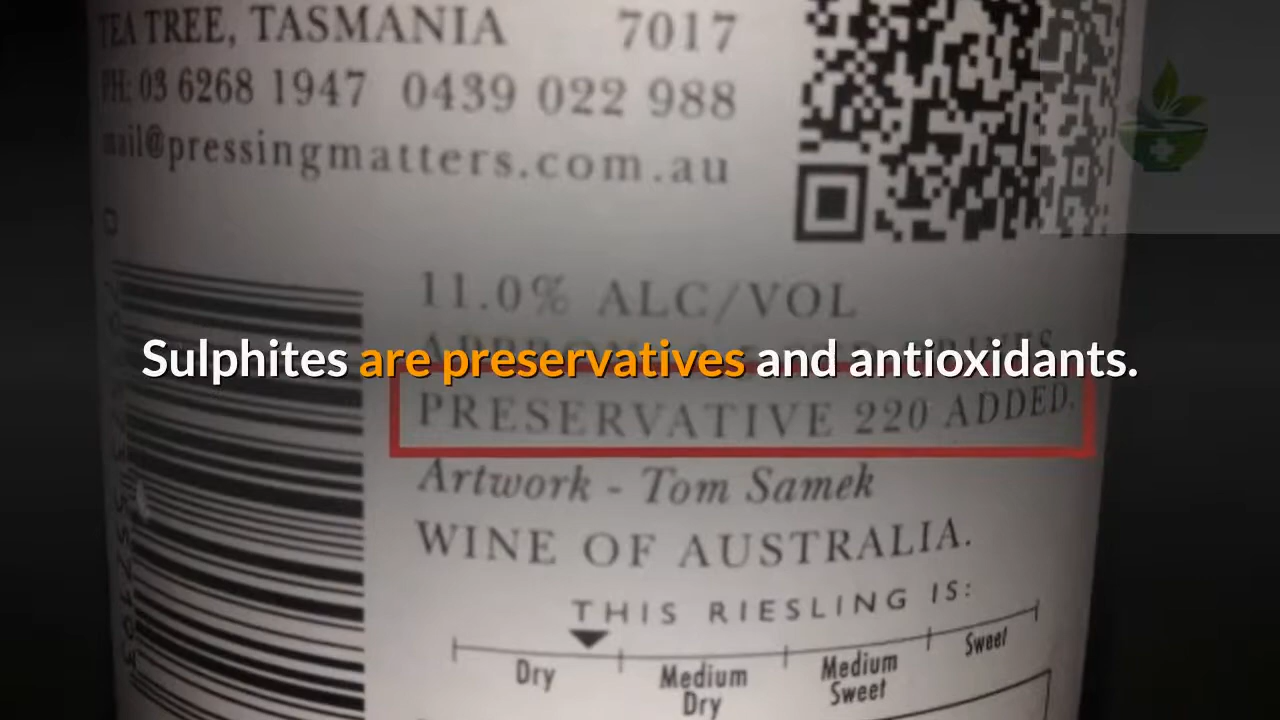 TEA TREE, TASMANIA 7017
PH: 03 6268 1947 0439 022 988
mail@pressingmatters.com.au
11.0% ALC/VOL
Sulphites are preservatives and antioxidants.
PRESERVATIVE 220 ADDED.
Artwork - Tom Samek
WINE OF AUSTRALIA.
THIS RIESLING IS:
Dry Medium Dry Medium Sweet Sweet